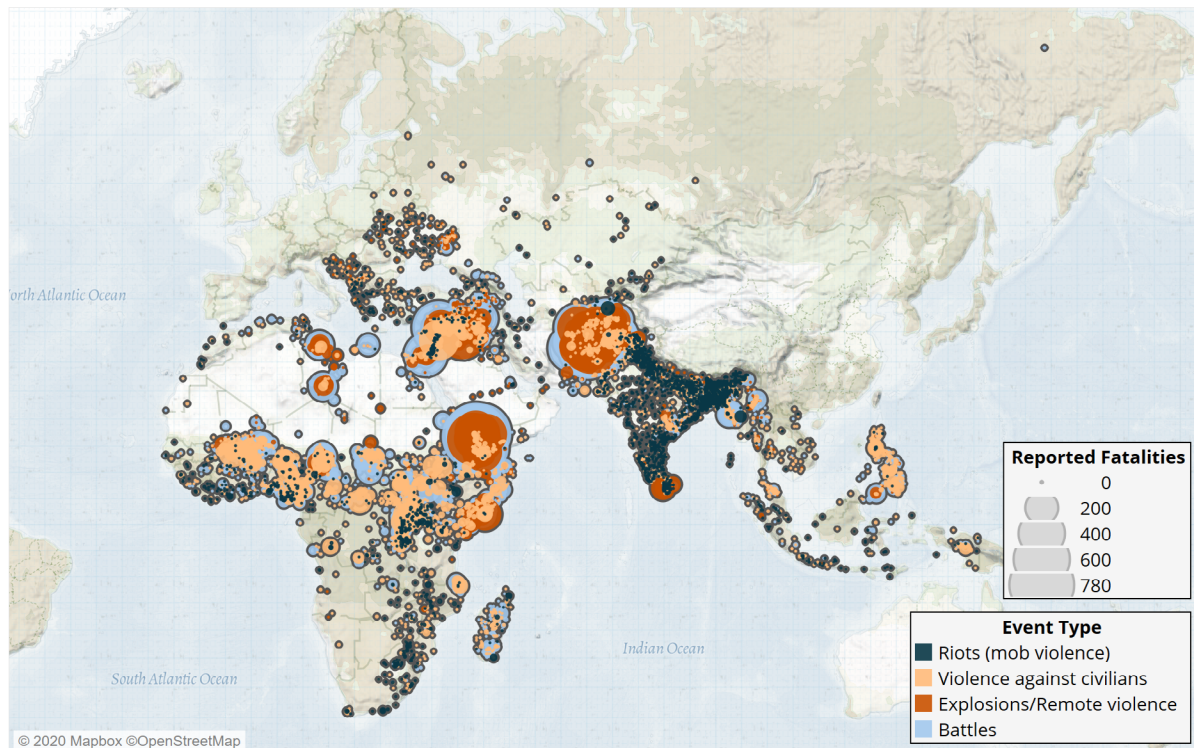 orth Atlantic Ocean
Indian Ocean
South Atlantic Ocean
Reported Fatalities
0
200
400
600
780
Event Type
Riots (mob violence)
Violence against civilians
Explosions/Remote violence
Battles
© 2020 Mapbox ©OpenStreetMap